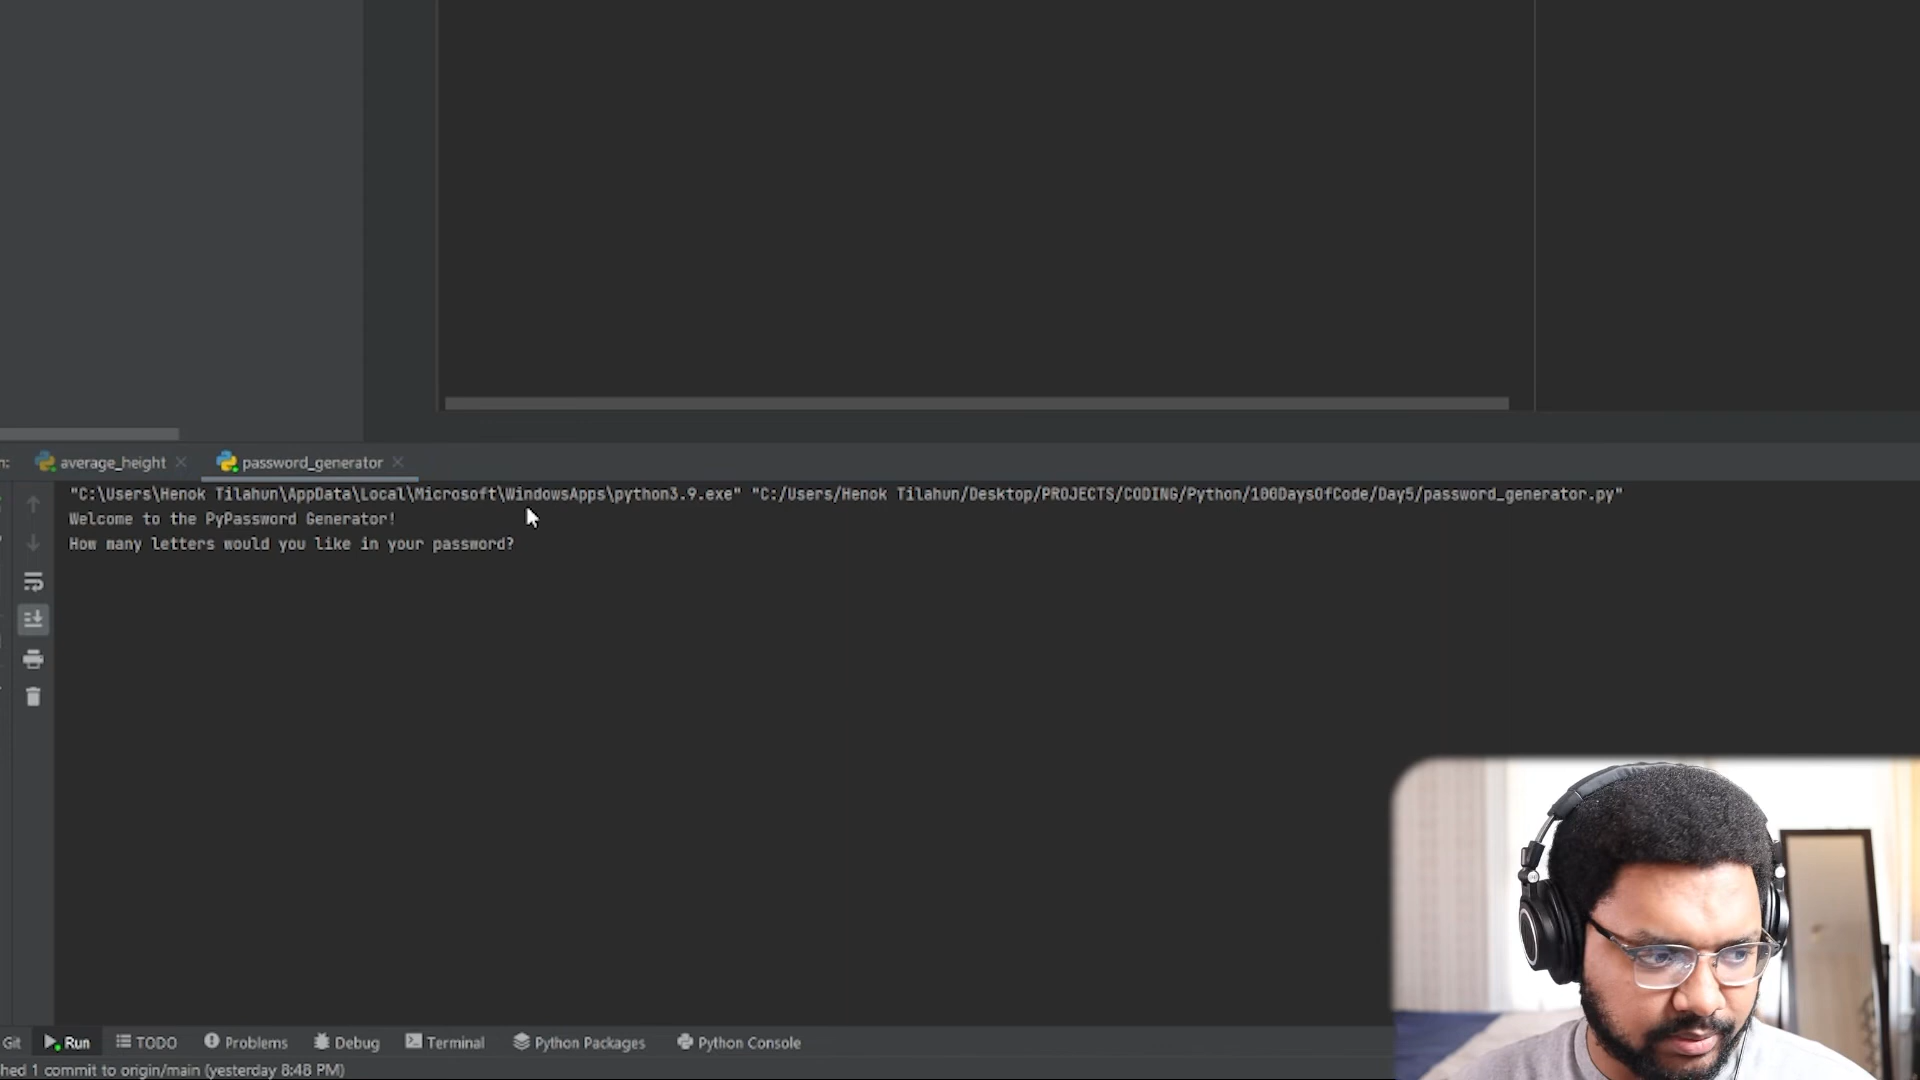 average_height
password_generator
"C:\Users\Henok Tilahun\AppData\Local\Microsoft\WindowsApps\python3.9.exe" "C:/Users/Henok Tilahun/Desktop/PROJECTS/CODING/Python/100DaysOfCode/Day5/password_generator.py"
Welcome to the PyPassword Generator!
How many letters would you like in your password?
Git Run TODO Problems Debug Terminal Python Packages Python Console
hed 1 commit to origin/main (yesterday 8:48 PM)